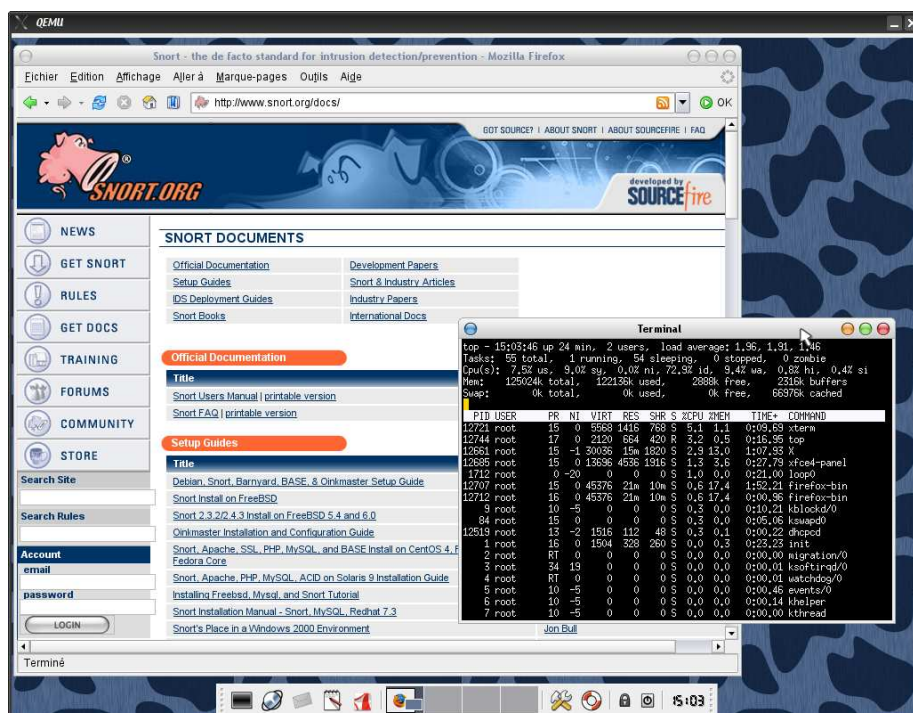 QEMU
Snort - the de facto standard for intrusion detection/prevention - Mozilla Firefox
Eichier Edition Affichage Aller à Marque-pages Outils Aide
http://www.snort.org/docs/ OK
GOT SOURCE? | ABOUT SNORT | ABOUT SOURCEFIRE | FAQ
SNORT.ORG
developed by
SOURCEfire
NEWS
GET SNORT
RULES
GET DOCS
TRAINING
FORUMS
COMMUNITY
STORE
Search Site
Search Rules
Account
email
password
LOGIN
SNORT DOCUMENTS
Official Documentation Development Papers
Setup Guides Snort & Industry Articles
IDS Deployment Guides Industry Papers
Snort Books International Docs
Official Documentation
Title
Snort Users Manual | printable version
Snort FAQ | printable version
Setup Guides
Title
Debian, Snort, Barnyard, BASE, & Oinkmaster Setup Guide
Snort Install on FreeBSD
Snort 2.3.2/2.4.3 Install on FreeBSD 5.4 and 6.0
Oinkmaster Installation and Configuration Guide
Snort, Apache, SSL, PHP, MySQL, and BASE Install on CentOS 4,
Fedora Core
Snort, Apache, PHP, MySQL, ACID on Solaris 9 Installation Guide
Installing Freebsd, Mysql, and Snort Tutorial
Snort Installation Manual - Snort, MySQL, Redhat 7.3
Snort's Place in a Windows 2000 Environment Jon Bull
Terminé
Terminal
top - 15:03:46 up 24 min, 2 users, load average: 1,96, 1,91, 1,46
Tasks: 55 total, 1 running, 54 sleeping, 0 stopped, 0 zombie
Cpu(s): 7,5% us, 9,0% sy, 0,0% ni, 72,9% id, 9,4% wa, 0,8% hi, 0,4% si
Mem: 125024k total, 122136k used, 2888k free, 2316k buffers
Swap: 0k total, 0k used, 0k free, 66976k cached
PID USER PR NI VIRT RES SHR S %CPU %MEM TIME+ COMMAND
12721 root 15 0 5568 1416 768 S 5,1 1,1 0:09.69 xterm
12744 root 17 0 2120 664 420 R 3,2 0,5 0:16.95 top
12661 root 15 -1 30036 15m 1820 S 2,9 13,0 1:07.93 X
12685 root 15 0 13696 4536 1916 S 1,3 3,6 0:27.79 xfce4-panel
1712 root 0 -20 0 0 0 S 1,0 0,0 0:21.00 loop0
12707 root 15 0 45376 21m 10m S 0,6 17,4 1:52.21 firefox-bin
12712 root 16 0 45376 21m 10m S 0,6 17,4 0:00.96 firefox-bin
9 root 10 -5 0 0 0 S 0,3 0,0 0:10.21 kblockd/0
84 root 15 0 0 0 0 S 0,3 0,0 0:05.06 kswapd0
12519 root 13 -2 1516 112 48 S 0,3 0,1 0:00.22 dhcpcd
1 root 16 0 1504 328 260 S 0,0 0,3 0:23.23 init
2 root RT 0 0 0 0 S 0,0 0,0 0:00.00 migration/0
3 root 34 19 0 0 0 S 0,0 0,0 0:00.01 ksoftirqd/0
4 root RT 0 0 0 0 S 0,0 0,0 0:00.01 watchdog/0
5 root 10 -5 0 0 0 S 0,0 0,0 0:00.46 events/0
6 root 10 -5 0 0 0 S 0,0 0,0 0:00.14 khelper
7 root 10 -5 0 0 0 S 0,0 0,0 0:00.00 kthread
15:03